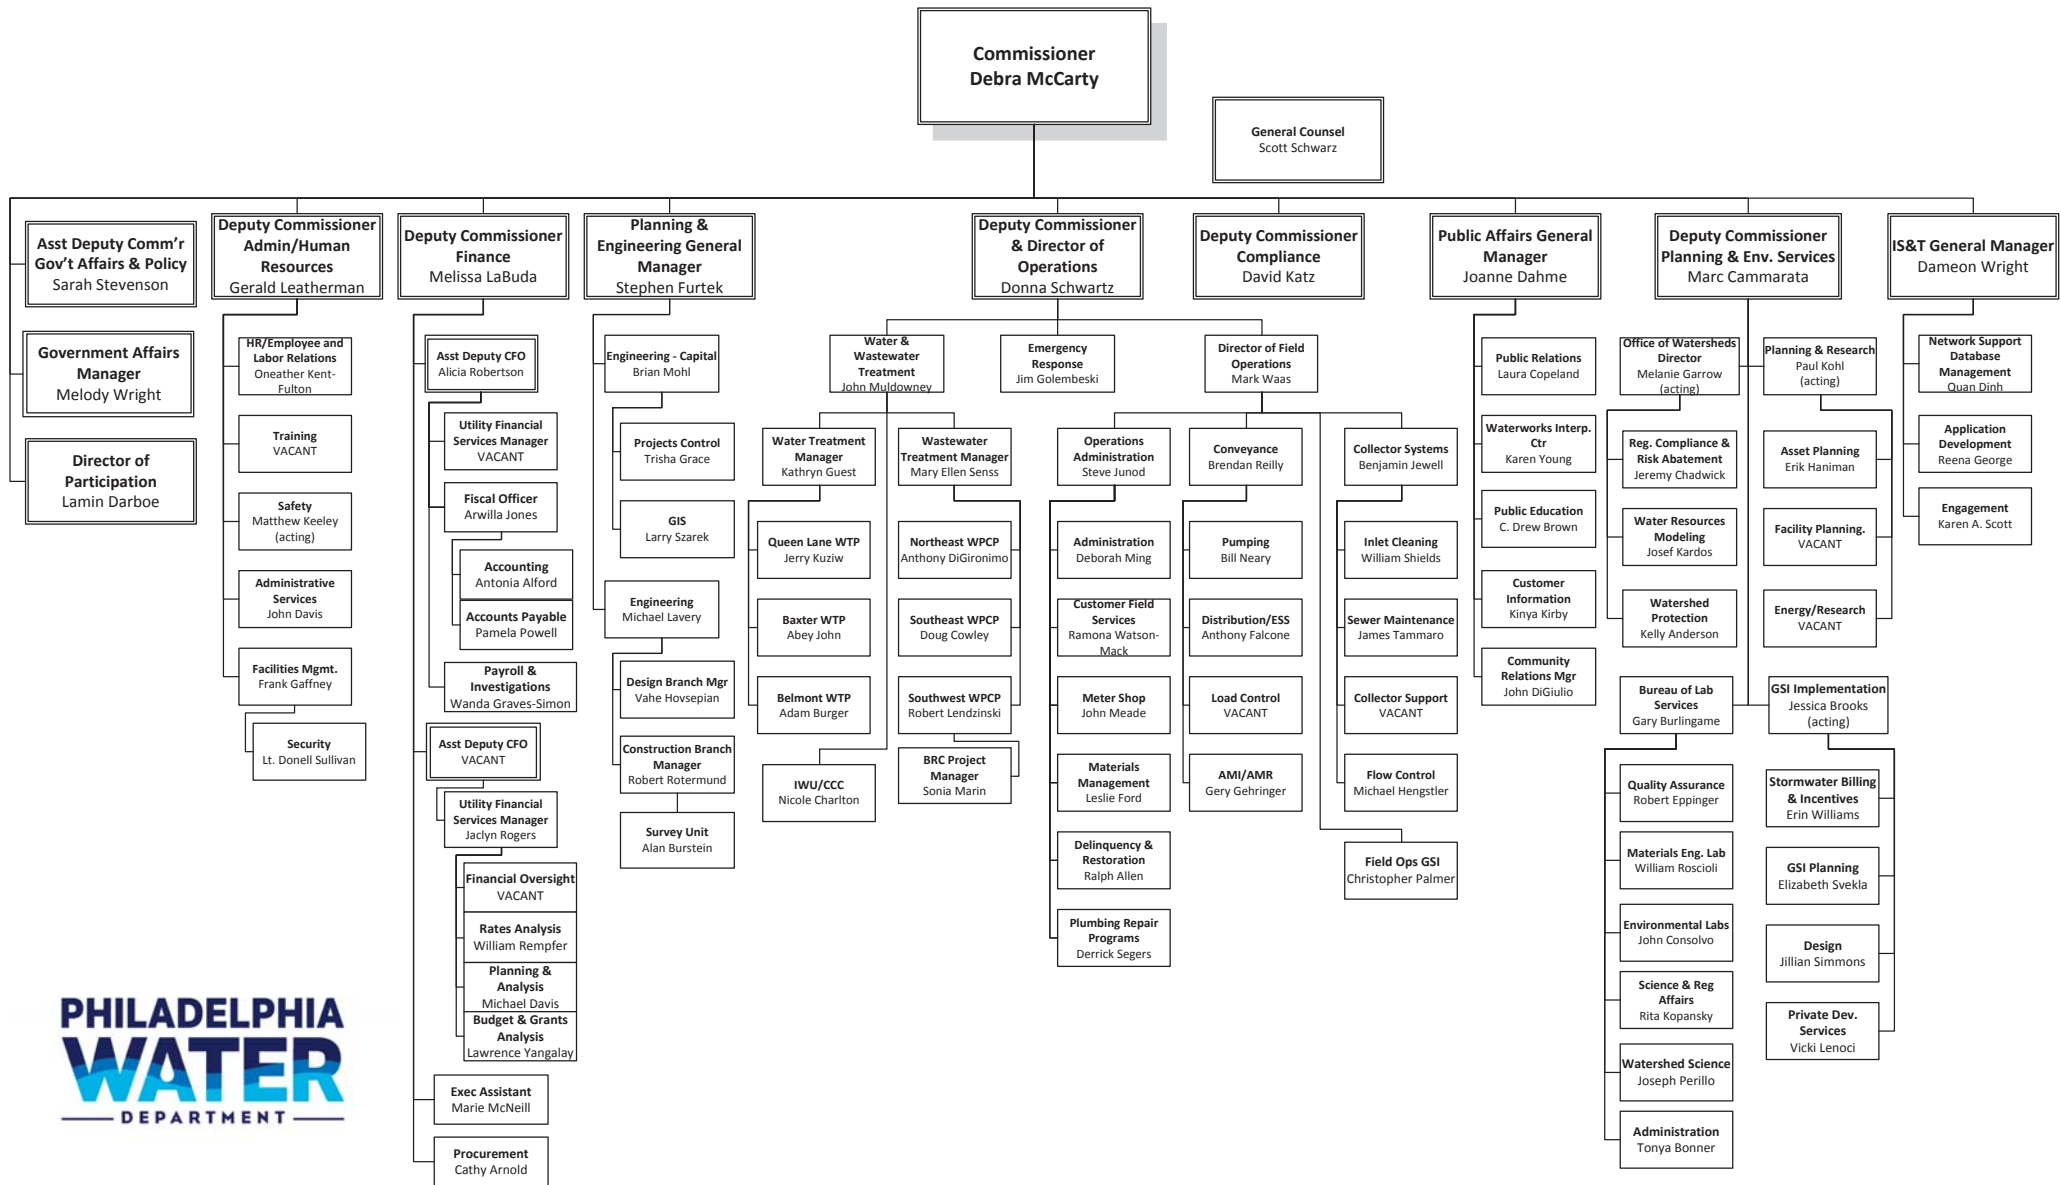 Commissioner
Debra McCarty
General Counsel
Scott Schwarz
Asst Deputy Comm’r
Gov’t Affairs & Policy
Sarah Stevenson
Government Affairs
Manager
Melody Wright
Director of
Participation
Lamin Darboe
Deputy Commissioner
Admin/Human
Resources
Gerald Leatherman
HR/Employee and
Labor Relations
Oneather Kent-
Fulton
Training
VACANT
Safety
Matthew Keeley
(acting)
Administrative
Services
John Davis
Facilities Mgmt.
Frank Gaffney
Security
Lt. Donell Sullivan
Deputy Commissioner
Finance
Melissa LaBuda
Asst Deputy CFO
Alicia Robertson
Utility Financial
Services Manager
VACANT
Fiscal Officer
Arwilla Jones
Accounting
Antonia Alford
Accounts Payable
Pamela Powell
Payroll &
Investigations
Wanda Graves-Simon
Asst Deputy CFO
VACANT
Utility Financial
Services Manager
Jaclyn Rogers
Financial Oversight
VACANT
Rates Analysis
William Rempfer
Planning &
Analysis
Michael Davis
Budget & Grants
Analysis
Lawrence Yangalay
Exec Assistant
Marie McNeill
Procurement
Cathy Arnold
Planning &
Engineering General
Manager
Stephen Furtek
Engineering - Capital
Brian Mohl
Projects Control
Trisha Grace
GIS
Larry Szarek
Engineering
Michael Lavery
Design Branch Mgr
Vahe Hovsepian
Construction Branch
Manager
Robert Rotermund
Survey Unit
Alan Burstein
Deputy Commissioner
& Director of
Operations
Donna Schwartz
Water &
Wastewater
Treatment
John Muldowney
Water Treatment
Manager
Kathryn Guest
Queen Lane WTP
Jerry Kuziw
Baxter WTP
Abey John
Belmont WTP
Adam Burger
IWU/CCC
Nicole Charlton
Wastewater
Treatment Manager
Mary Ellen Senss
Northeast WPCP
Anthony DiGironimo
Southeast WPCP
Doug Cowley
Southwest WPCP
Robert Lendzinski
BRC Project
Manager
Sonia Marin
Emergency
Response
Jim Golembeski
Director of Field
Operations
Mark Waas
Operations
Administration
Steve Junod
Administration
Deborah Ming
Customer Field
Services
Ramona Watson-
Mack
Meter Shop
John Meade
Materials
Management
Leslie Ford
Delinquency &
Restoration
Ralph Allen
Plumbing Repair
Programs
Derrick Segers
Conveyance
Brendan Reilly
Pumping
Bill Neary
Distribution/ESS
Anthony Falcone
Load Control
VACANT
AMI/AMR
Gery Gehringer
Collector Systems
Benjamin Jewell
Inlet Cleaning
William Shields
Sewer Maintenance
James Tammaro
Collector Support
VACANT
Flow Control
Michael Hengstler
Field Ops GSI
Christopher Palmer
Deputy Commissioner
Compliance
David Katz
Public Affairs General
Manager
Joanne Dahme
Public Relations
Laura Copeland
Waterworks Interp.
Ctr
Karen Young
Public Education
C. Drew Brown
Customer
Information
Kinya Kirby
Community
Relations Mgr
John DiGiulio
Deputy Commissioner
Planning & Env. Services
Marc Cammarata
Office of Watersheds
Director
Melanie Garrow
(acting)
Reg. Compliance &
Risk Abatement
Jeremy Chadwick
Water Resources
Modeling
Josef Kardos
Watershed
Protection
Kelly Anderson
Planning & Research
Paul Kohl
(acting)
Asset Planning
Erik Haniman
Facility Planning.
VACANT
Energy/Research
VACANT
Bureau of Lab
Services
Gary Burlingame
Quality Assurance
Robert Eppinger
Materials Eng. Lab
William Roscioli
Environmental Labs
John Consolvo
Science & Reg
Affairs
Rita Kopansky
Watershed Science
Joseph Perillo
Administration
Tonya Bonner
GSI Implementation
Jessica Brooks
(acting)
Stormwater Billing
& Incentives
Erin Williams
GSI Planning
Elizabeth Svekla
Design
Jillian Simmons
Private Dev.
Services
Vicki Lenoci
IS&T General Manager
Dameon Wright
Network Support
Database
Management
Quan Dinh
Application
Development
Reena George
Engagement
Karen A. Scott
PHILADELPHIA
WATER
DEPARTMENT